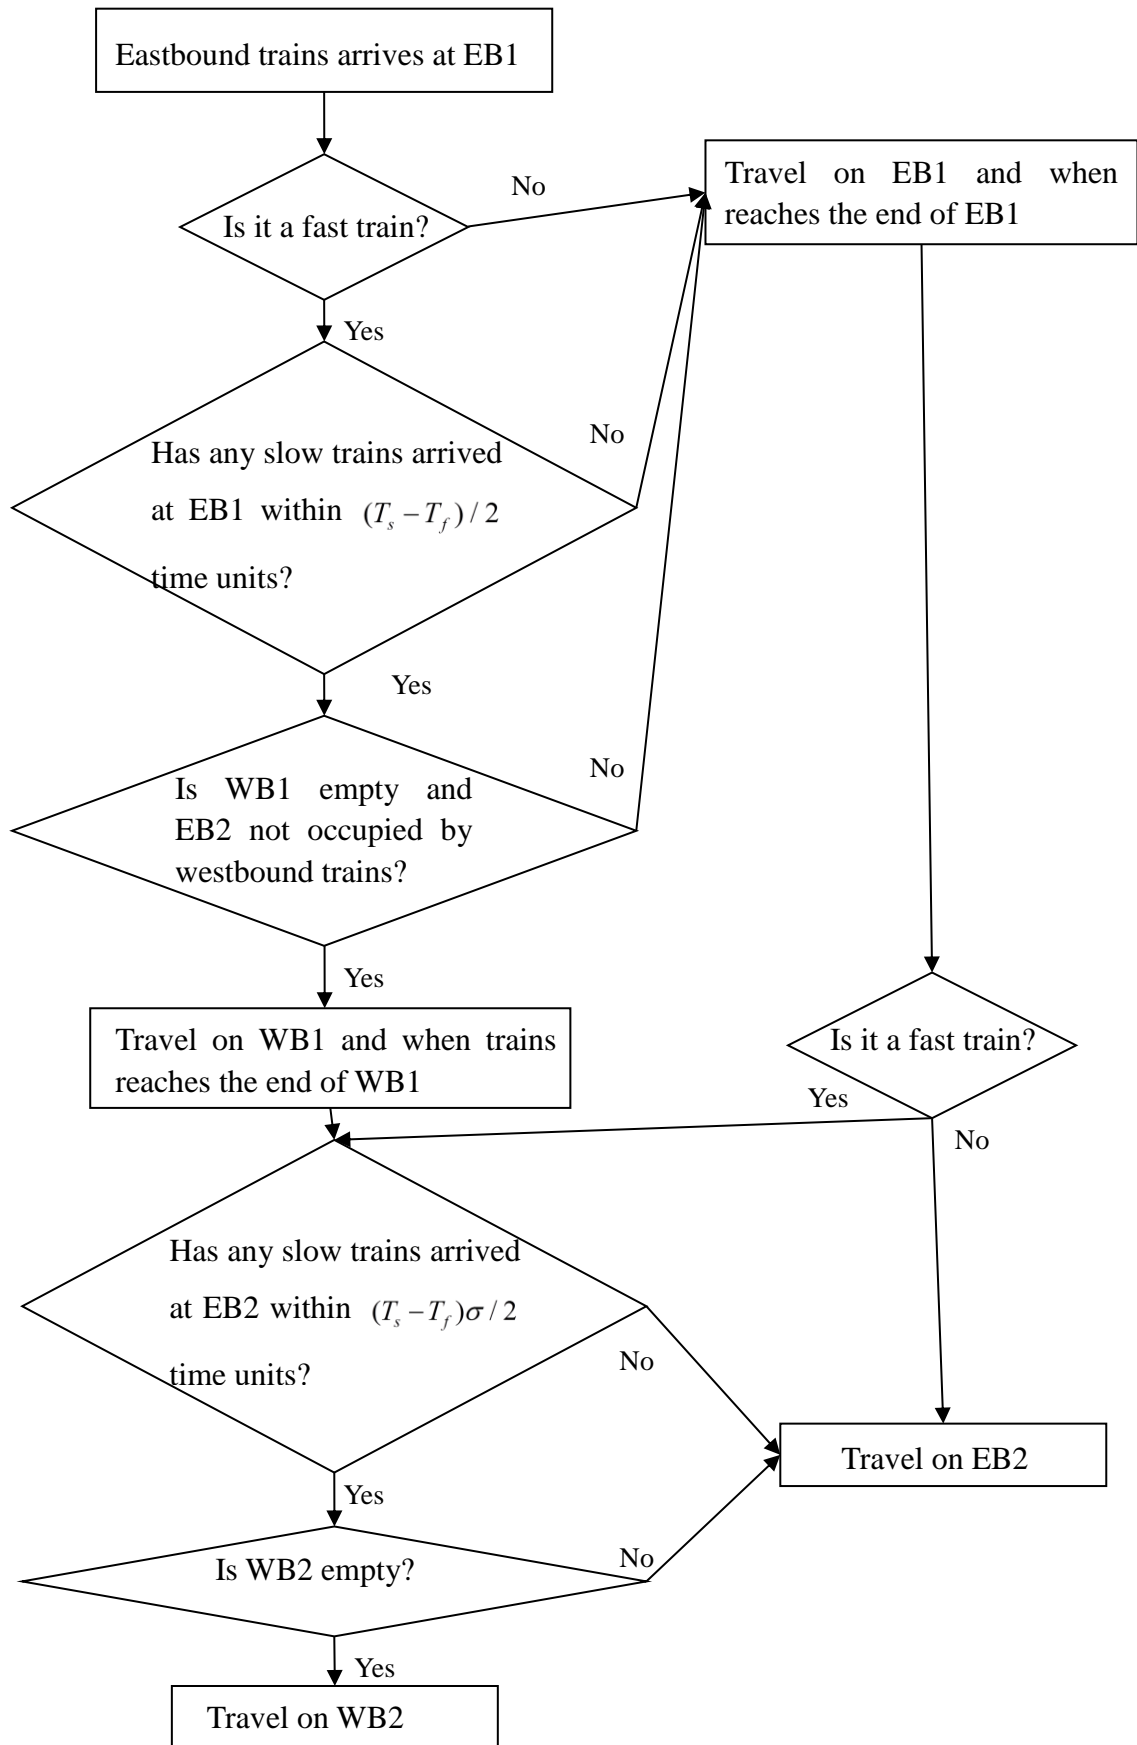 Eastbound trains arrives at EB1
Is it a fast train?
No
Travel on EB1 and when
reaches the end of EB1
Yes
Has any slow trains arrived
at EB1 within (T_s − T_f) / 2
time units?
No
Yes
Is WB1 empty and
EB2 not occupied by
westbound trains?
No
Yes
Travel on WB1 and when trains
reaches the end of WB1
Is it a fast train?
Yes
No
Has any slow trains arrived
at EB2 within (T_s − T_f)σ / 2
time units?
No
Travel on EB2
Yes
Is WB2 empty?
No
Yes
Travel on WB2